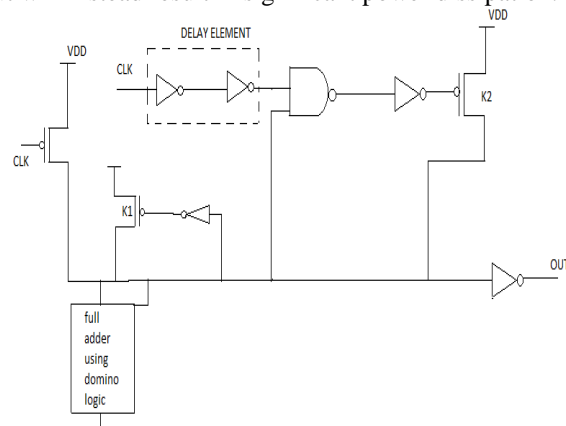 VDD
DELAY ELEMENT
VDD
CLK
K2
CLK
K1
OUT
full
adder
using
domino
logic